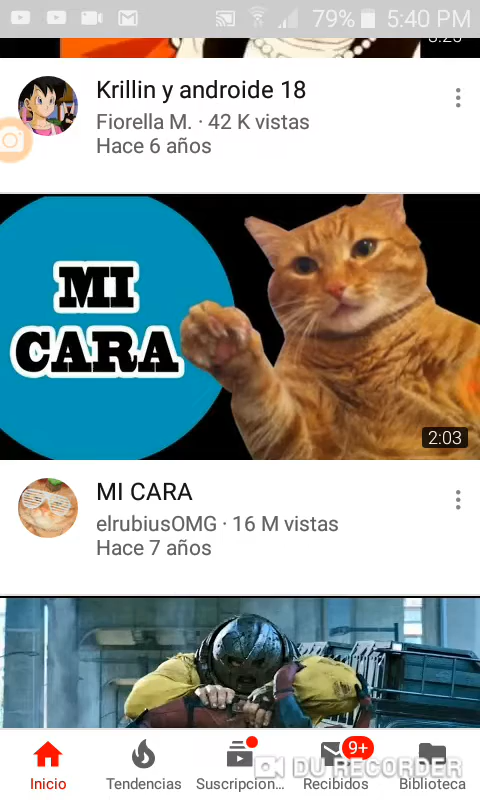 79% 5:40 PM
Krillin y androide 18
Fiorella M. · 42 K vistas
Hace 6 años
MI
CARA
2:03
MI CARA
elrubiusOMG · 16 M vistas
Hace 7 años
9+
DU RECORDER
Inicio Tendencias Suscripcion... Recibidos Biblioteca